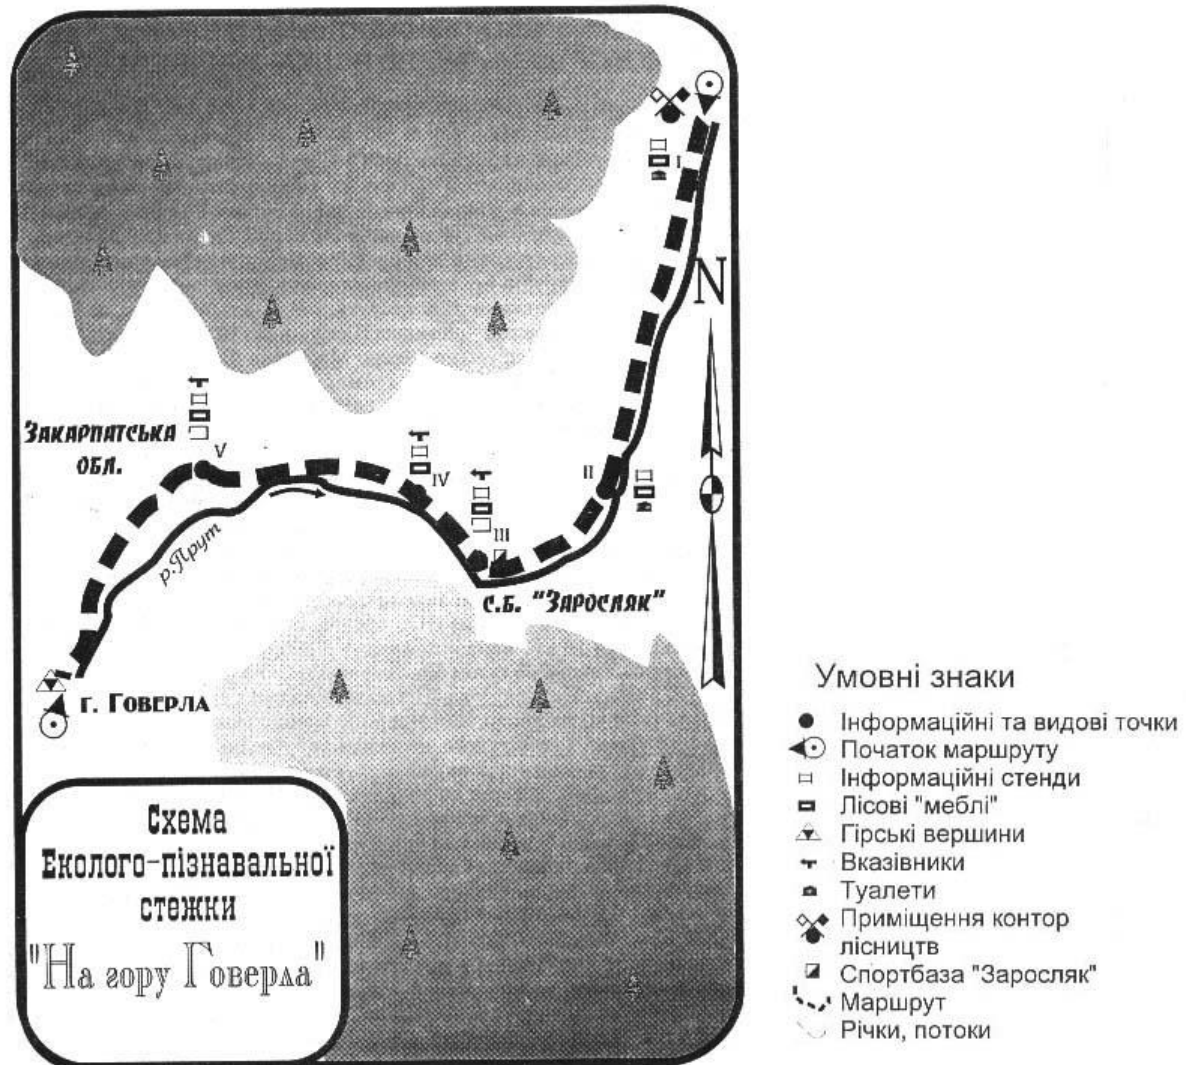 I
N
ЗАКАРПАТСЬКА
ОБЛ.
V
IV
II
III
р.Прут
С.Б. "ЗАРОСЛЯК"
Г. ГОВЕРЛА
Схема
Еколого-пізнавальної
стежки
"На гору Говерла"
Умовні знаки
Інформаційні та видові точки
Початок маршруту
Інформаційні стенди
Лісові "меблі"
Гірські вершини
Вказівники
Туалети
Приміщення контор
лісництв
Спортбаза "Заросляк"
Маршрут
Річки, потоки